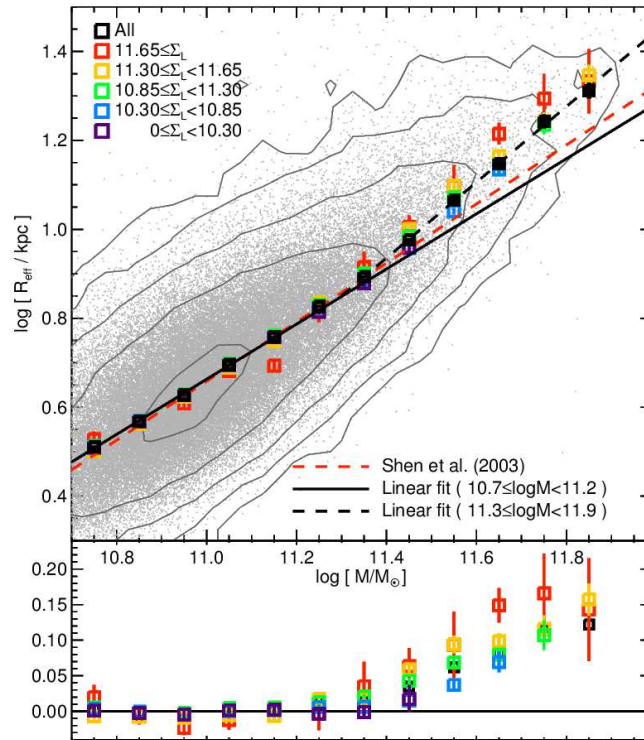 All
11.65≤Σ_L
11.30≤Σ_L<11.65
10.85≤Σ_L<11.30
10.30≤Σ_L<10.85
0≤Σ_L<10.30
1.4
1.2
1.0
0.8
0.6
0.4
log [ R_eff / kpc ]
Shen et al. (2003)
Linear fit ( 10.7≤logM<11.2 )
Linear fit ( 11.3≤logM<11.9 )
10.8 11.0 11.2 11.4 11.6 11.8
log [ M/M_⊙ ]
0.20
0.15
0.10
0.05
0.00